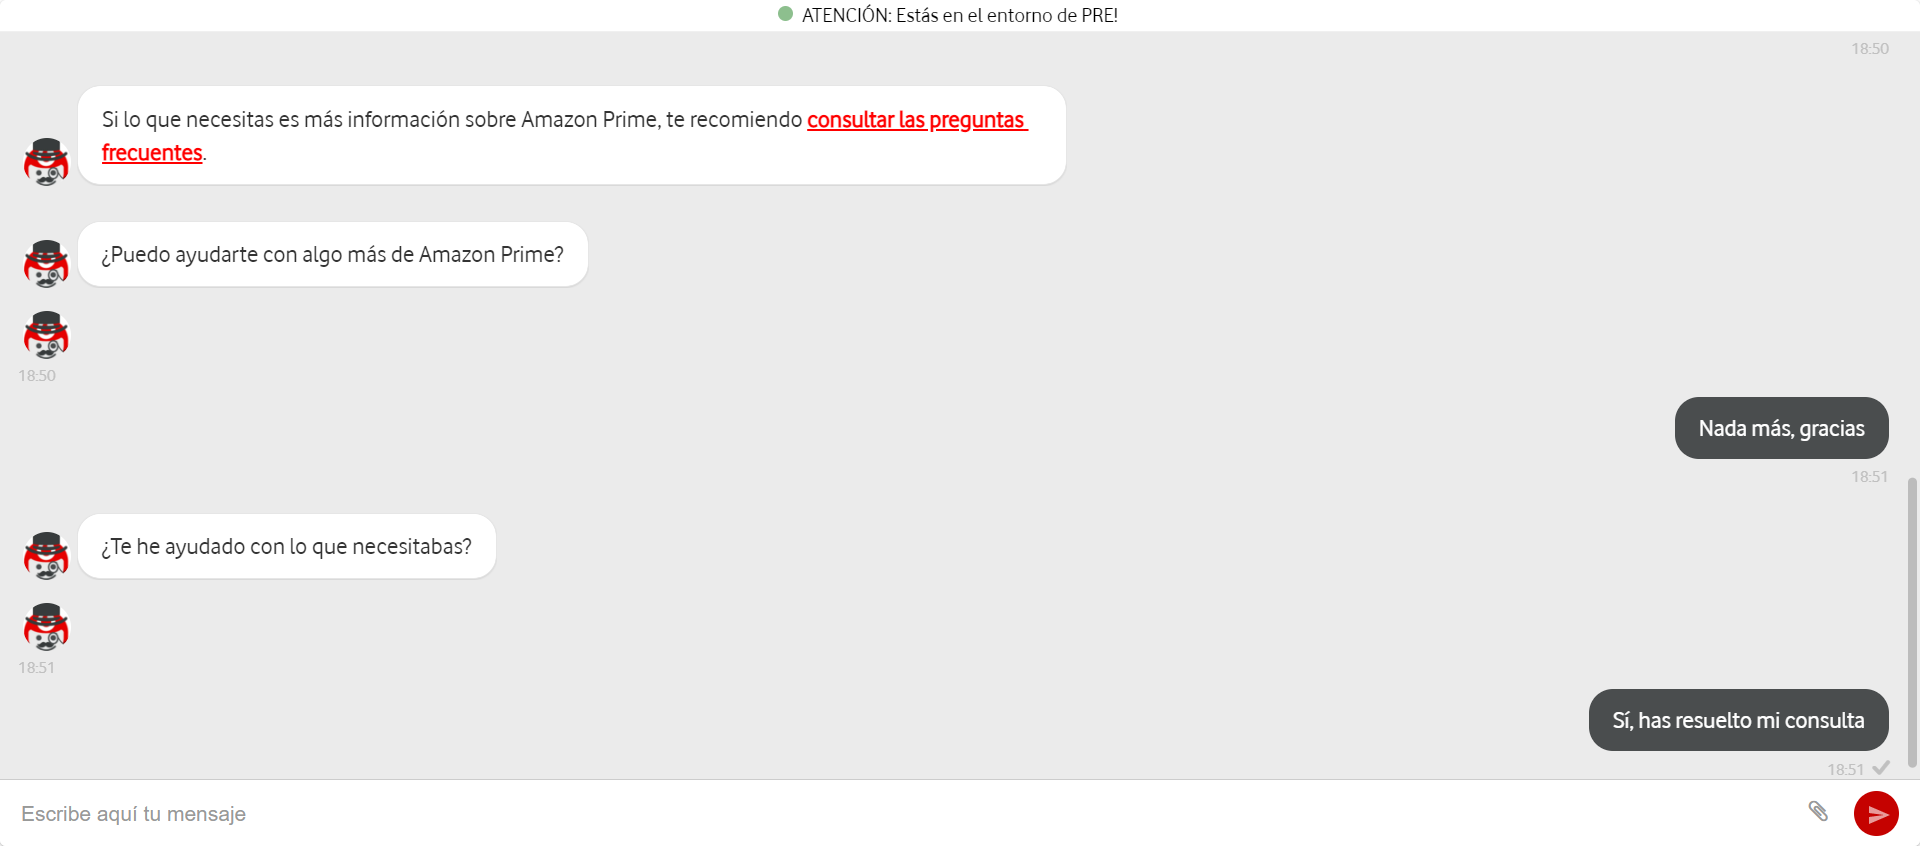 ATENCIÓN: Estás en el entorno de PRE!
18:50
Si lo que necesitas es más información sobre Amazon Prime, te recomiendo consultar las preguntas
frecuentes.
¿Puedo ayudarte con algo más de Amazon Prime?
18:50
Nada más, gracias
18:51
¿Te he ayudado con lo que necesitabas?
18:51
Sí, has resuelto mi consulta
18:51
Escribe aquí tu mensaje